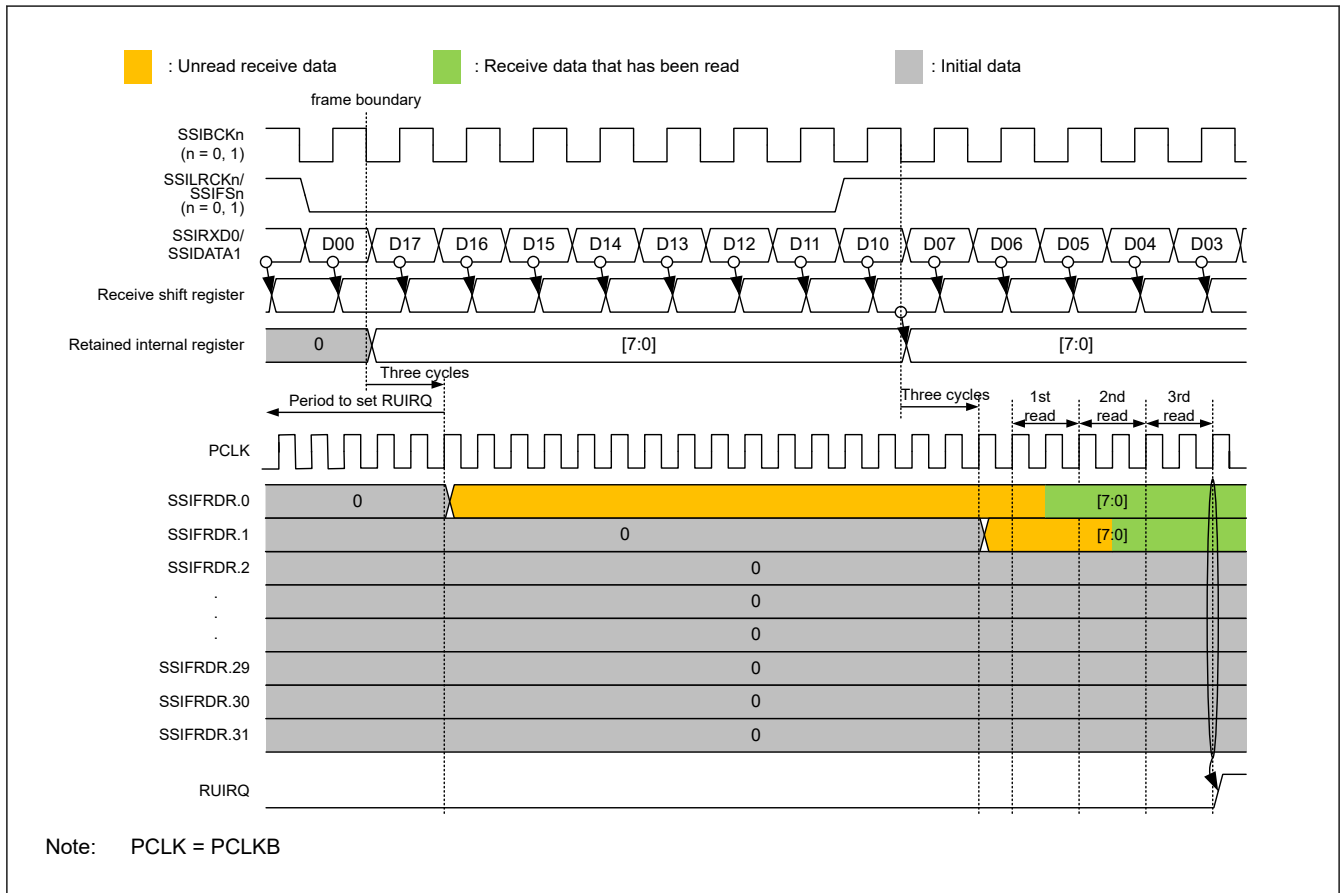 : Unread receive data
: Receive data that has been read
: Initial data
frame boundary
SSIBCKn
(n = 0, 1)
SSILRCKn/
SSIFSn
(n = 0, 1)
SSIRXD0/
SSIDATA1
D00 D17 D16 D15 D14 D13 D12 D11 D10 D07 D06 D05 D04 D03
Receive shift register
Retained internal register
0 [7:0] [7:0]
Three cycles
Period to set RUIRQ
Three cycles
1st
read
2nd
read
3rd
read
PCLK
SSIFRDR.0 0 [7:0]
SSIFRDR.1 0 [7:0]
SSIFRDR.2 0
. 0
. 0
.
SSIFRDR.29 0
SSIFRDR.30 0
SSIFRDR.31 0
RUIRQ
Note: PCLK = PCLKB